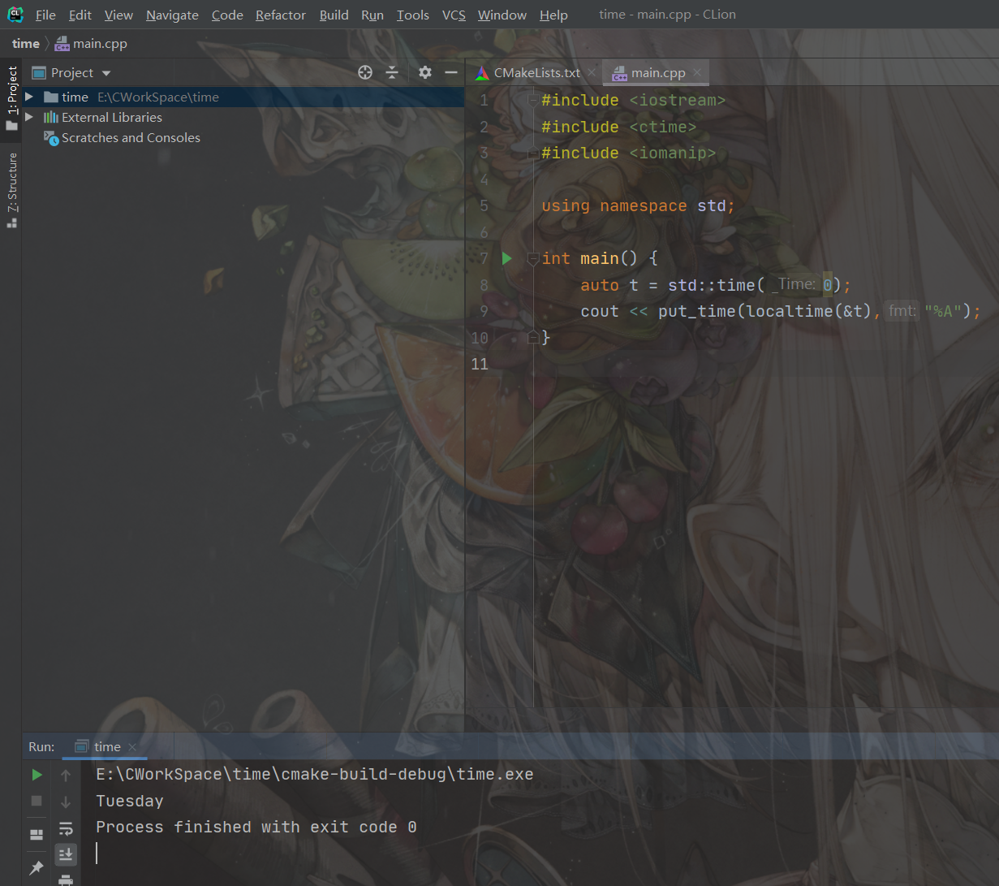 File Edit View Navigate Code Refactor Build Run Tools VCS Window Help time - main.cpp - CLion
time main.cpp
1: Project
7: Structure
Project
time E:\CWorkSpace\time
External Libraries
Scratches and Consoles
CMakeLists.txt main.cpp
1 #include <iostream>
2 #include <ctime>
3 #include <iomanip>
4
5 using namespace std;
6
7 int main() {
8 auto t = std::time( _Time: 0);
9 cout << put_time(localtime(&t), fmt: "%A");
10 }
11
Run: time
E:\CWorkSpace\time\cmake-build-debug\time.exe
Tuesday
Process finished with exit code 0